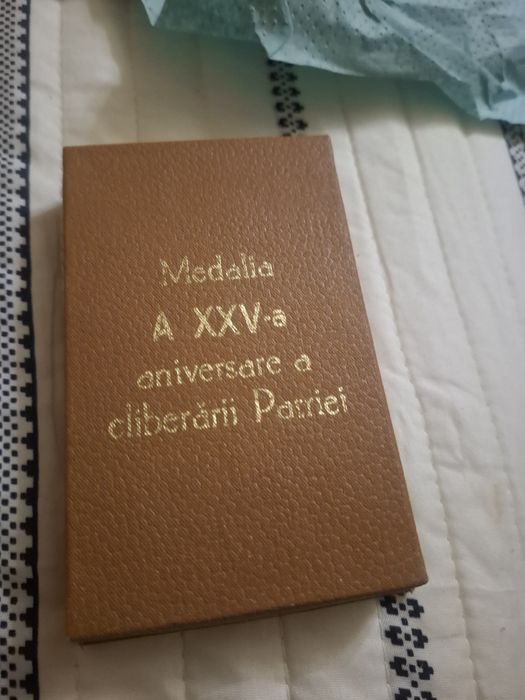 Medalia
A XXV-a
aniversare a
eliberării Patriei